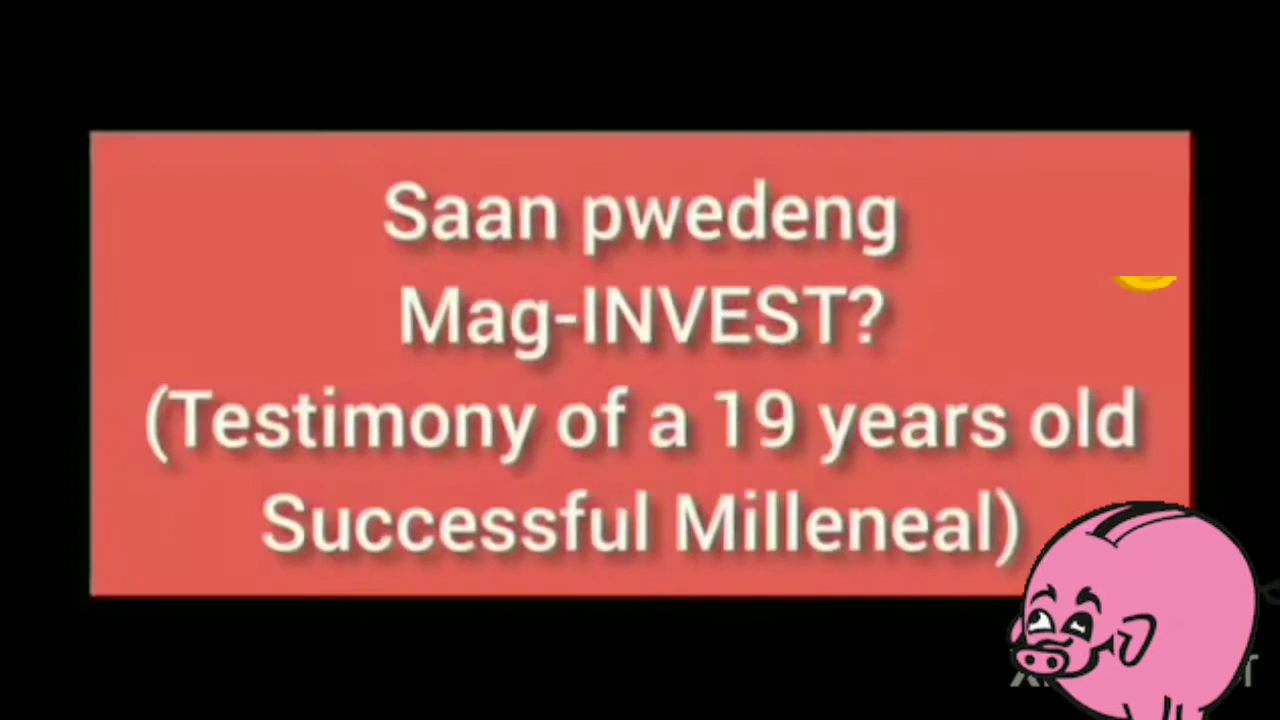 Saan pwedeng
Mag-INVEST?
(Testimony of a 19 years old
Successful Milleneal)